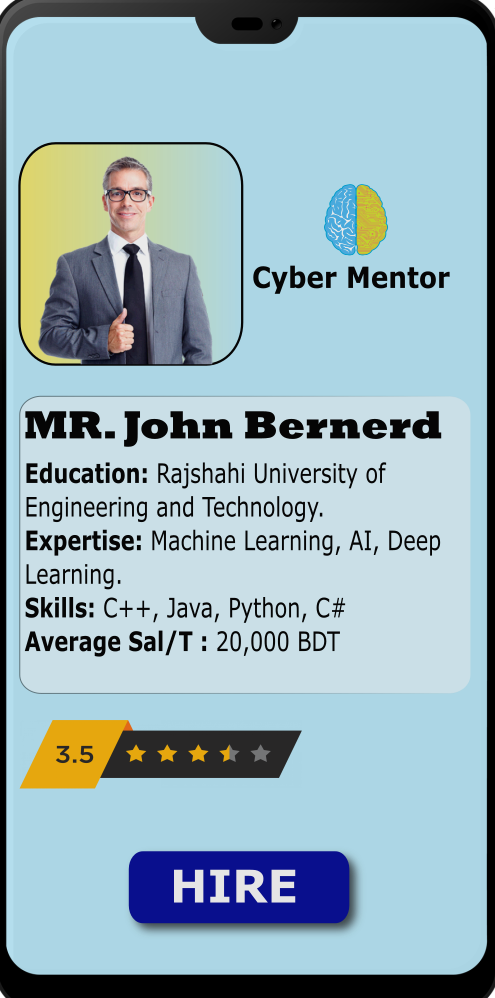 Cyber Mentor
MR. John Bernerd
Education: Rajshahi University of
Engineering and Technology.
Expertise: Machine Learning, AI, Deep
Learning.
Skills: C++, Java, Python, C#
Average Sal/T : 20,000 BDT
3.5
HIRE